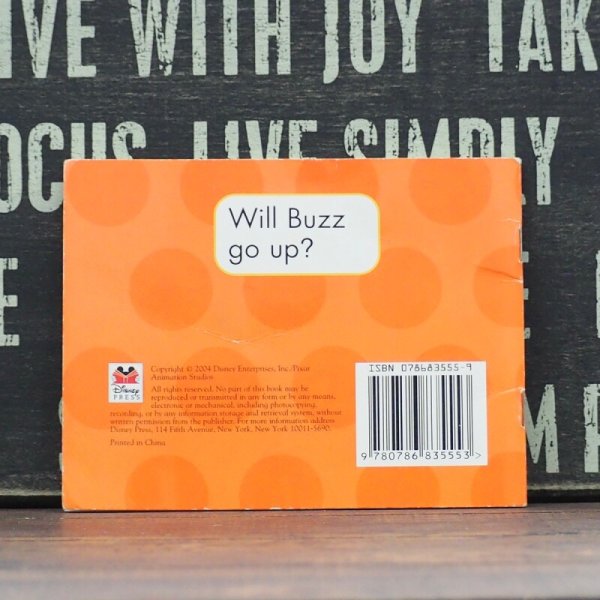 IVE WITH JOY TAK
OCUS LIVE SIMPLY
Will Buzz
go up?
Disney
PRESS
Copyright © 2004 Disney Enterprises, Inc./Pixar
Animation Studios
All rights reserved. No part of this book may be
reproduced or transmitted in any form or by any means,
electronic or mechanical, including photocopying,
recording, or by any information storage and retrieval system, without
written permission from the publisher. For more information address
Disney Press, 114 Fifth Avenue, New York, New York 10011-5690.
Printed in China
ISBN 078683555-9
9 780786 835553 >